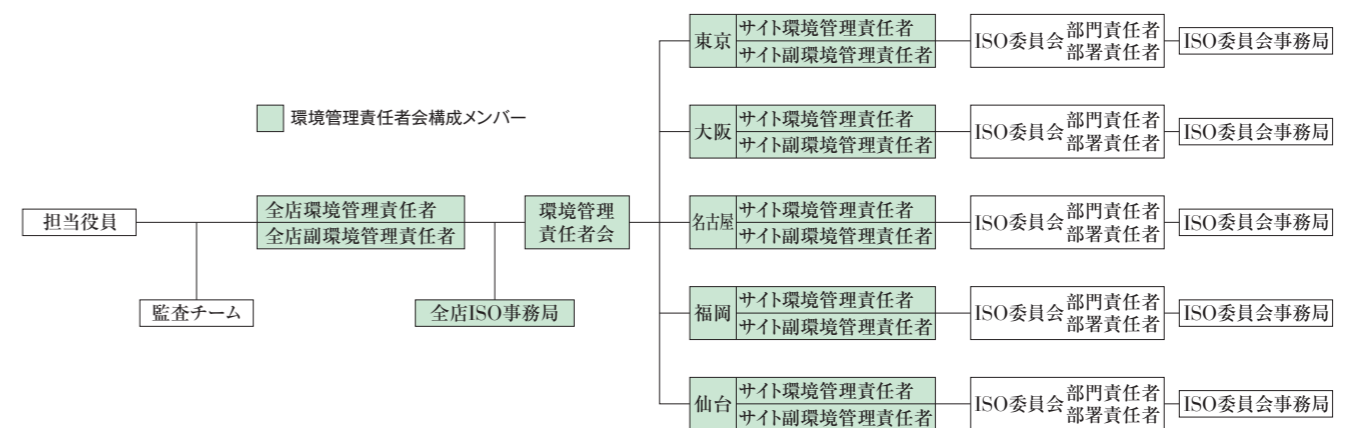 東京
サイト環境管理責任者
サイト副環境管理責任者
ISO委員会
部門責任者
部署責任者
ISO委員会事務局
環境管理責任者会構成メンバー
大阪
サイト環境管理責任者
サイト副環境管理責任者
ISO委員会
部門責任者
部署責任者
ISO委員会事務局
担当役員
全店環境管理責任者
全店副環境管理責任者
環境管理
責任者会
名古屋
サイト環境管理責任者
サイト副環境管理責任者
ISO委員会
部門責任者
部署責任者
ISO委員会事務局
監査チーム
全店ISO事務局
福岡
サイト環境管理責任者
サイト副環境管理責任者
ISO委員会
部門責任者
部署責任者
ISO委員会事務局
仙台
サイト環境管理責任者
サイト副環境管理責任者
ISO委員会
部門責任者
部署責任者
ISO委員会事務局